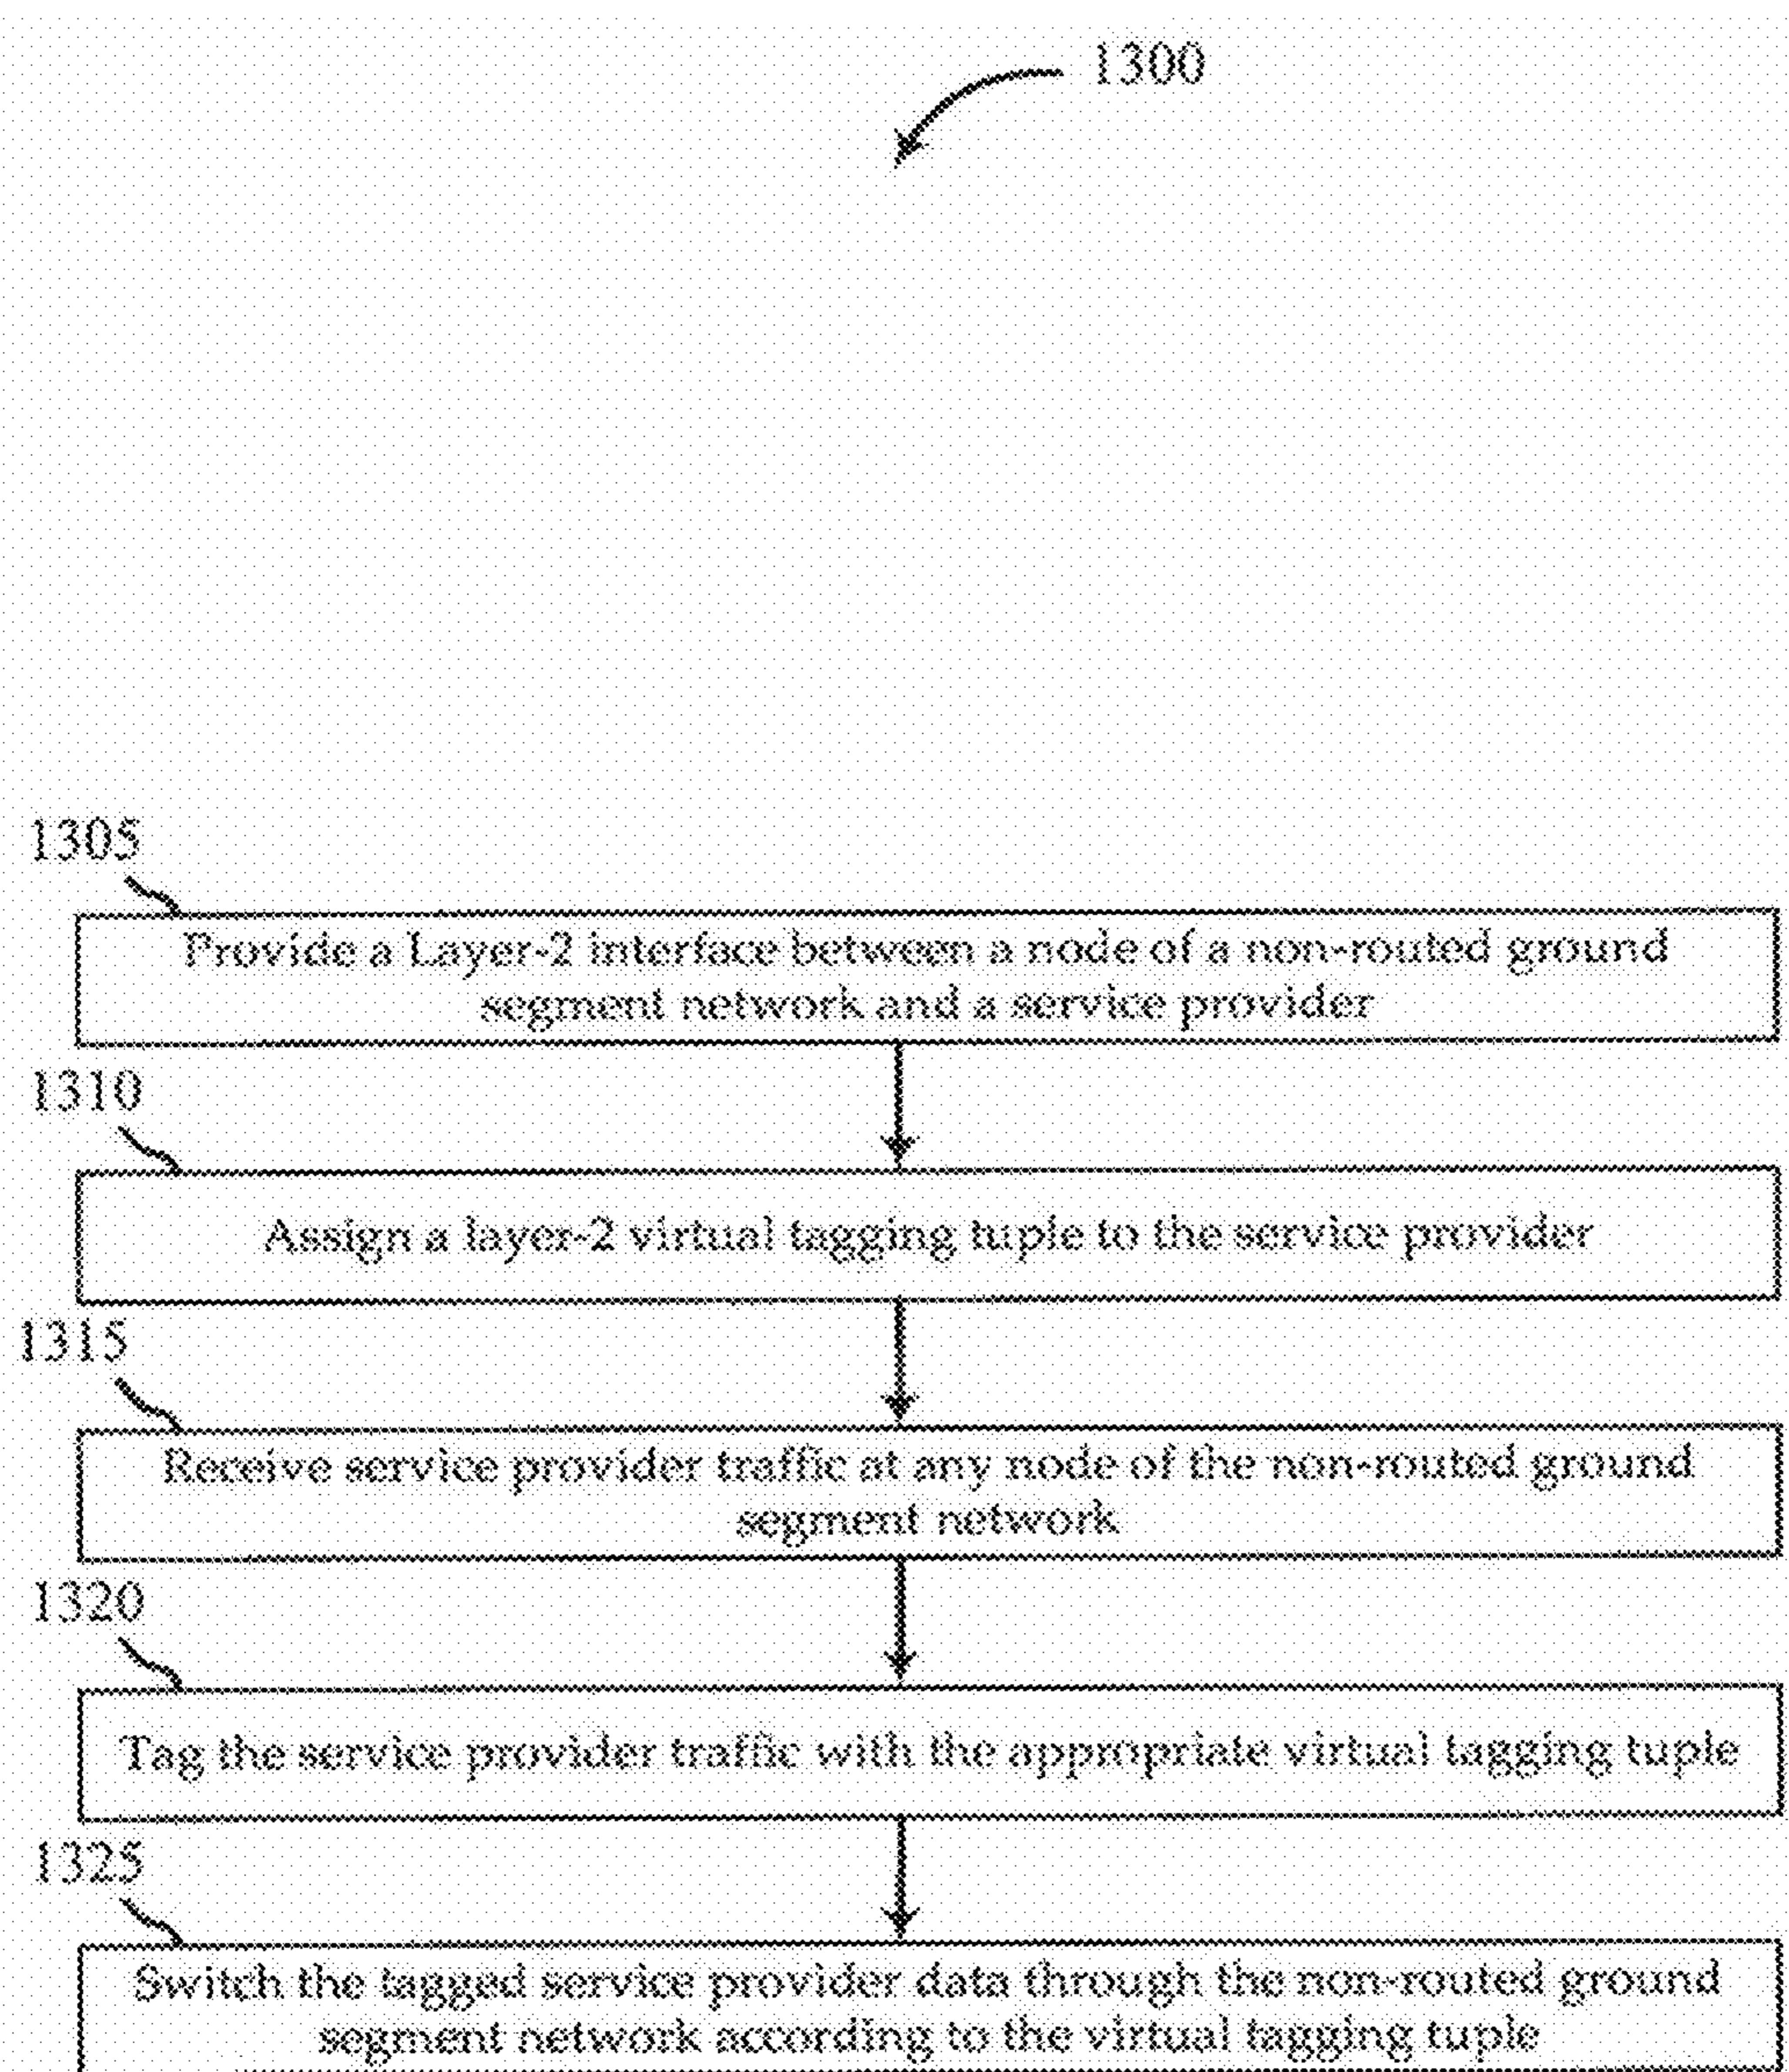 1300
1305
Provide a Layer-2 interface between a node of a non-routed ground
segment network and a service provider
1310
Assign a layer-2 virtual tagging tuple to the service provider
1315
Receive service provider traffic at any node of the non-routed ground
segment network
1320
Tag the service provider traffic with the appropriate virtual tagging tuple
1325
Switch the tagged service provider data through the non-routed ground
segment network according to the virtual tagging tuple